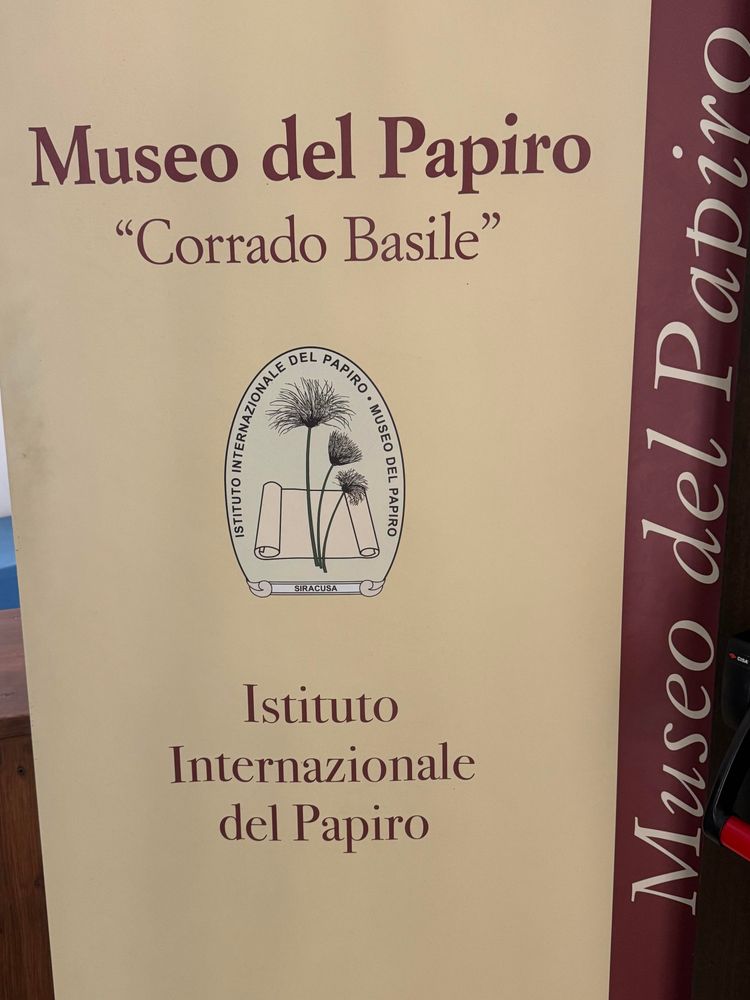 Museo del Papiro
“Corrado Basile”
ISTITUTO INTERNAZIONALE DEL PAPIRO • MUSEO DEL PAPIRO
SIRACUSA
Istituto
Internazionale
del Papiro
Museo del Papiro
CISA